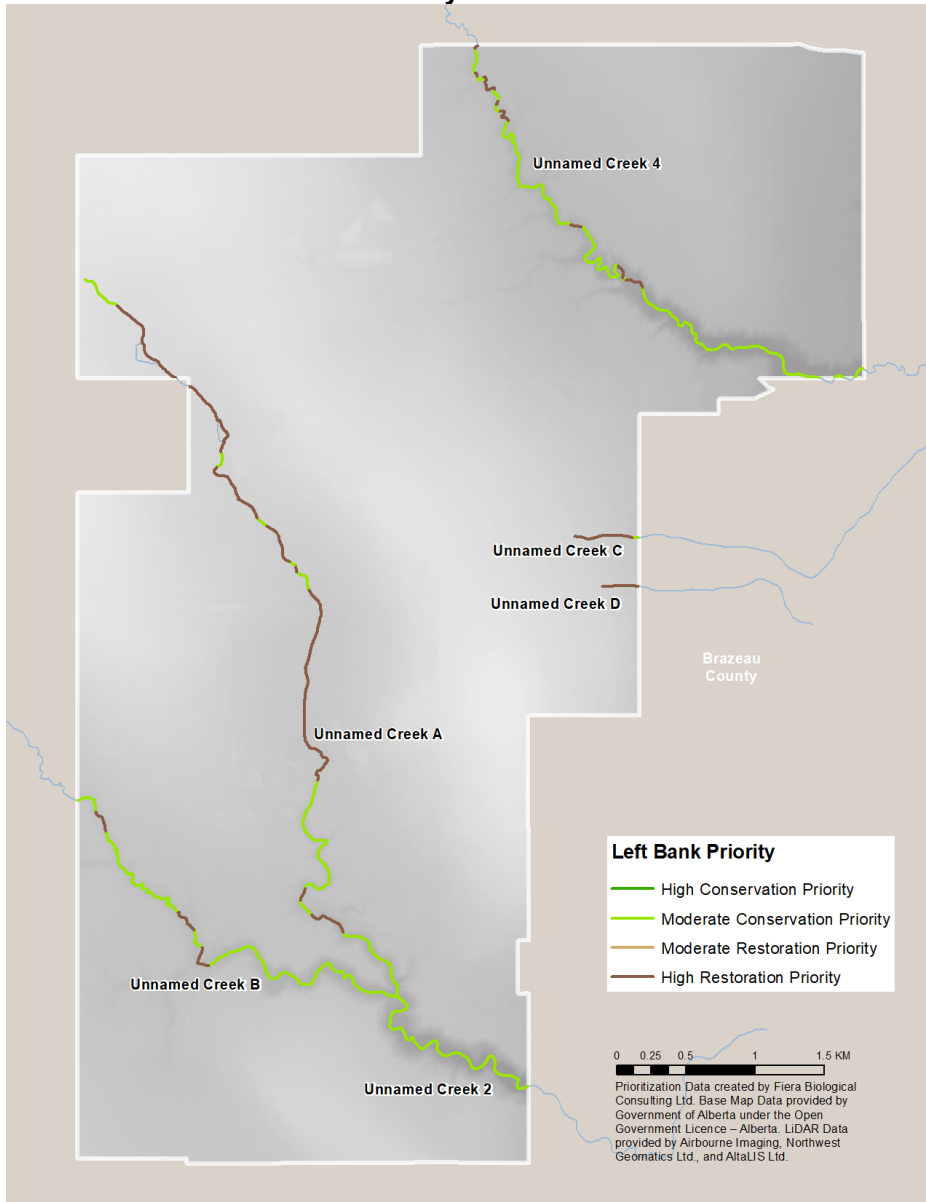 Unnamed Creek 4
Unnamed Creek C
Unnamed Creek D
Brazeau
County
Unnamed Creek A
Unnamed Creek B
Unnamed Creek 2
Left Bank Priority
High Conservation Priority
Moderate Conservation Priority
Moderate Restoration Priority
High Restoration Priority
0 0.25 0.5 1 1.5 KM
Prioritization Data created by Fiera Biological
Consulting Ltd. Base Map Data provided by
Government of Alberta under the Open
Government Licence – Alberta. LiDAR Data
provided by Airbourne Imaging, Northwest
Geomatics Ltd., and AltaLIS Ltd.